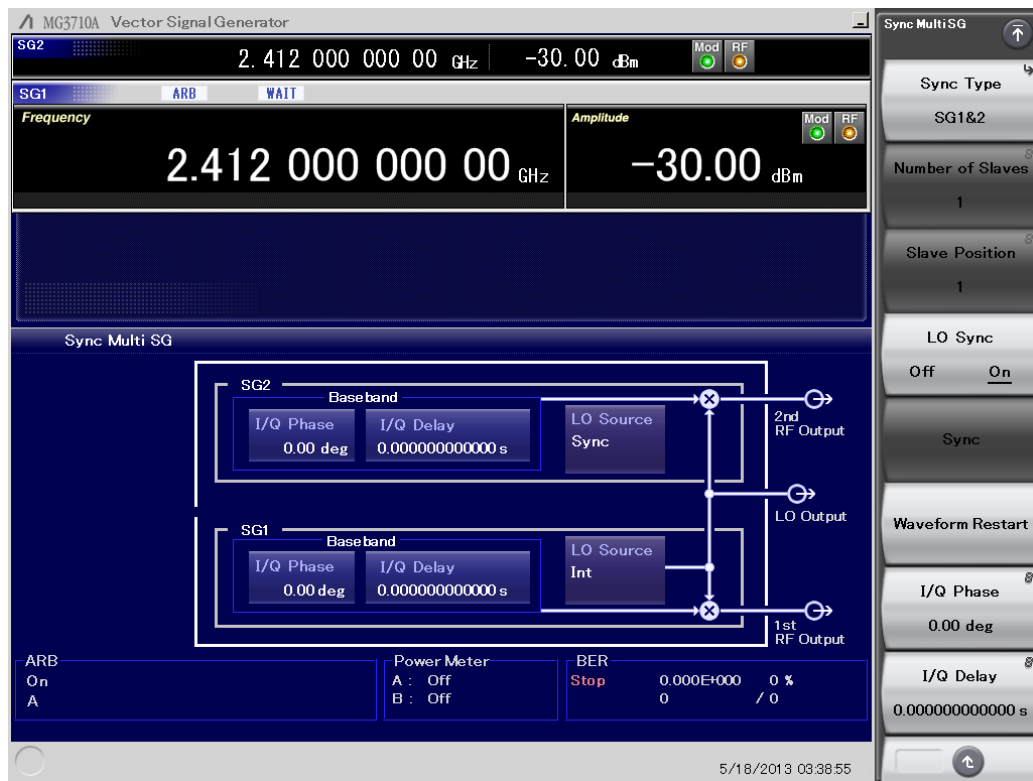 MG3710A Vector Signal Generator
SG2
2. 412 000 000 00 GHz
-30. 00 dBm
Mod RF
SG1
ARB
WAIT
Frequency
2.412 000 000 00 GHz
Amplitude
-30.00 dBm
Mod RF
Sync Multi SG
SG2
Baseband
I/Q Phase
0.00 deg
I/Q Delay
0.000000000000 s
LO Source
Sync
2nd
RF Output
LO Output
SG1
Baseband
I/Q Phase
0.00 deg
I/Q Delay
0.000000000000 s
LO Source
Int
1st
RF Output
ARB
On
A
Power Meter
A : Off
B : Off
BER
Stop 0.000E+000 0 %
0 / 0
5/18/2013 03:38:55
Sync MultiSG
Sync Type
SG1&2
Number of Slaves
1
Slave Position
1
LO Sync
Off On
Sync
Waveform Restart
I/Q Phase
0.00 deg
I/Q Delay
0.000000000000 s